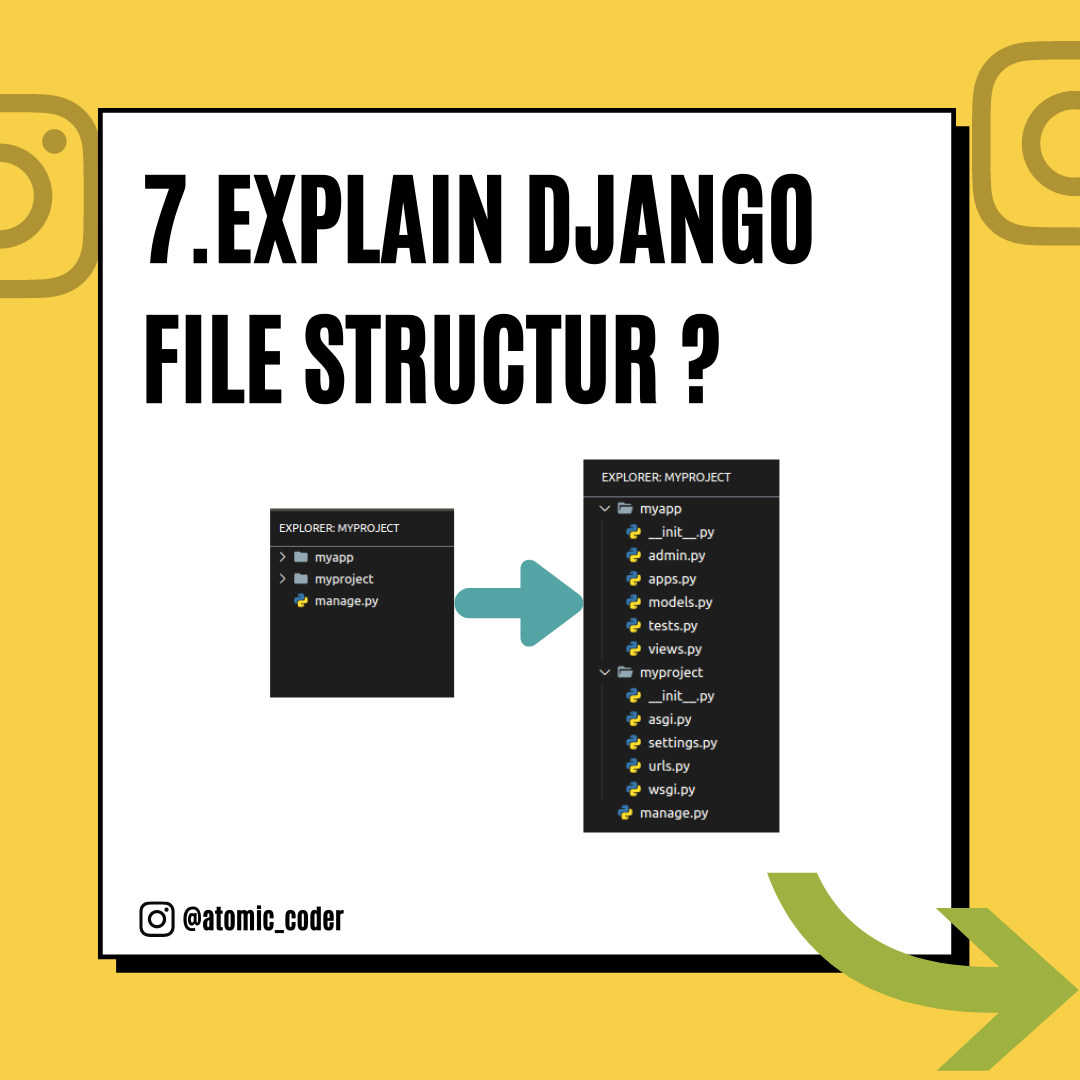 7.EXPLAIN DJANGO
FILE STRUCTUR ?
EXPLORER: MYPROJECT
myapp
myproject
manage.py
EXPLORER: MYPROJECT
myapp
__init__.py
admin.py
apps.py
models.py
tests.py
views.py
myproject
__init__.py
asgi.py
settings.py
urls.py
wsgi.py
manage.py
@atomic_coder